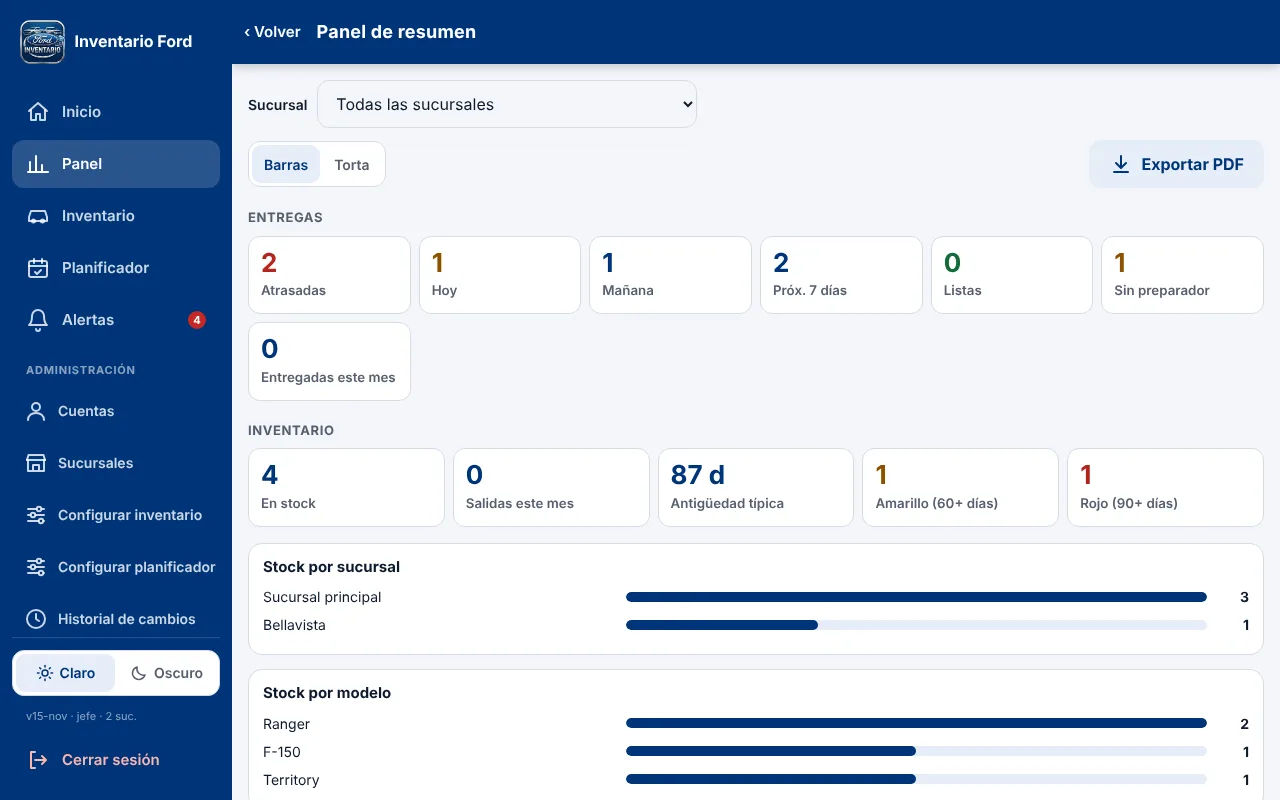 Ford
INVENTARIO
Inventario Ford
Inicio
Panel
Inventario
Planificador
Alertas
4
ADMINISTRACIÓN
Cuentas
Sucursales
Configurar inventario
Configurar planificador
Historial de cambios
Claro
Oscuro
v15-nov · jefe · 2 suc.
Cerrar sesión
‹ Volver
Panel de resumen
Sucursal
Todas las sucursales
Barras
Torta
Exportar PDF
ENTREGAS
2
Atrasadas
1
Hoy
1
Mañana
2
Próx. 7 días
0
Listas
1
Sin preparador
0
Entregadas este mes
INVENTARIO
4
En stock
0
Salidas este mes
87 d
Antigüedad típica
1
Amarillo (60+ días)
1
Rojo (90+ días)
Stock por sucursal
Sucursal principal 3
Bellavista 1
Stock por modelo
Ranger 2
F-150 1
Territory 1